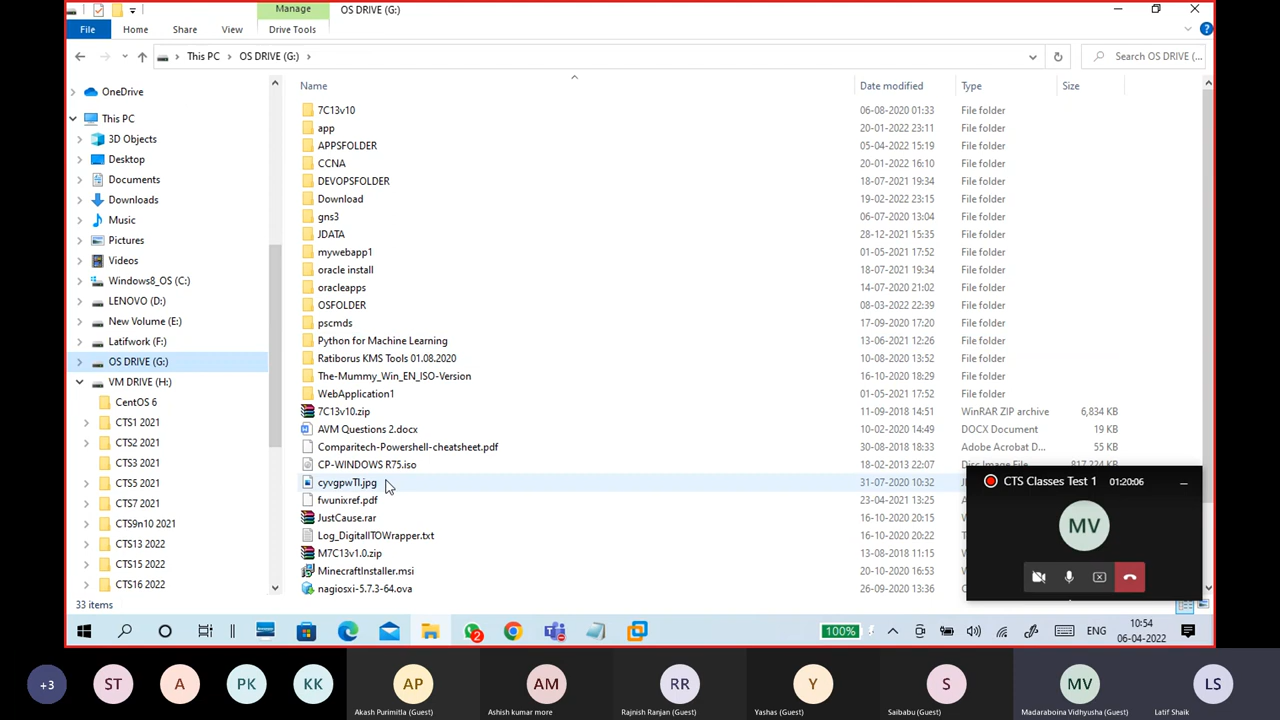 Manage
OS DRIVE (G:)
File
Home
Share
View
Drive Tools
This PC
OS DRIVE (G:)
Search OS DRIVE (...
Name
Date modified
Type
Size
OneDrive
This PC
3D Objects
Desktop
Documents
Downloads
Music
Pictures
Videos
Windows8_OS (C:)
LENOVO (D:)
New Volume (E:)
Latifwork (F:)
OS DRIVE (G:)
VM DRIVE (H:)
CentOS 6
CTS1 2021
CTS2 2021
CTS3 2021
CTS5 2021
CTS7 2021
CTS9n10 2021
CTS13 2022
CTS15 2022
CTS16 2022
7C13v10 06-08-2020 01:33 File folder
app 20-01-2022 23:11 File folder
APPSFOLDER 05-04-2022 15:19 File folder
CCNA 20-01-2022 16:10 File folder
DEVOPSFOLDER 18-07-2021 19:34 File folder
Download 19-02-2022 23:15 File folder
gns3 06-07-2020 13:04 File folder
JDATA 28-12-2021 15:35 File folder
mywebapp1 01-05-2021 17:52 File folder
oracle install 18-07-2021 19:34 File folder
oracleapps 14-07-2020 21:02 File folder
OSFOLDER 08-03-2022 22:39 File folder
pscmds 17-09-2020 17:20 File folder
Python for Machine Learning 13-06-2021 12:26 File folder
Ratiborus KMS Tools 01.08.2020 10-08-2020 13:52 File folder
The-Mummy_Win_EN_ISO-Version 16-10-2020 18:29 File folder
WebApplication1 01-05-2021 17:52 File folder
7C13v10.zip 11-09-2018 14:51 WinRAR ZIP archive 6,834 KB
AVM Questions 2.docx 10-02-2020 14:49 DOCX Document 19 KB
Comparitech-Powershell-cheatsheet.pdf 30-08-2018 18:33 Adobe Acrobat D... 55 KB
CP-WINDOWS R75.iso 18-02-2013 22:07 Disc Image File 817,224 KB
cyvgpwTl.jpg 31-07-2020 10:32
fwunixref.pdf 23-04-2021 13:25
JustCause.rar 16-10-2020 20:15
Log_DigitalITOWrapper.txt 16-10-2020 20:22
M7C13v1.0.zip 13-08-2018 11:15
MinecraftInstaller.msi 20-10-2020 16:53
nagiosxi-5.7.3-64.ova 26-09-2020 13:36
CTS Classes Test 1 01:20:06
MV
33 items
2
100%
ENG
10:54
06-04-2022
+3
ST
A
PK
KK
AP
Akash Purimitla (Guest)
AM
Ashish kumar more
RR
Rajnish Ranjan (Guest)
Y
Yashas (Guest)
S
Saibabu (Guest)
MV
Madaraboina Vidhyusha (Guest)
LS
Latif Shaik